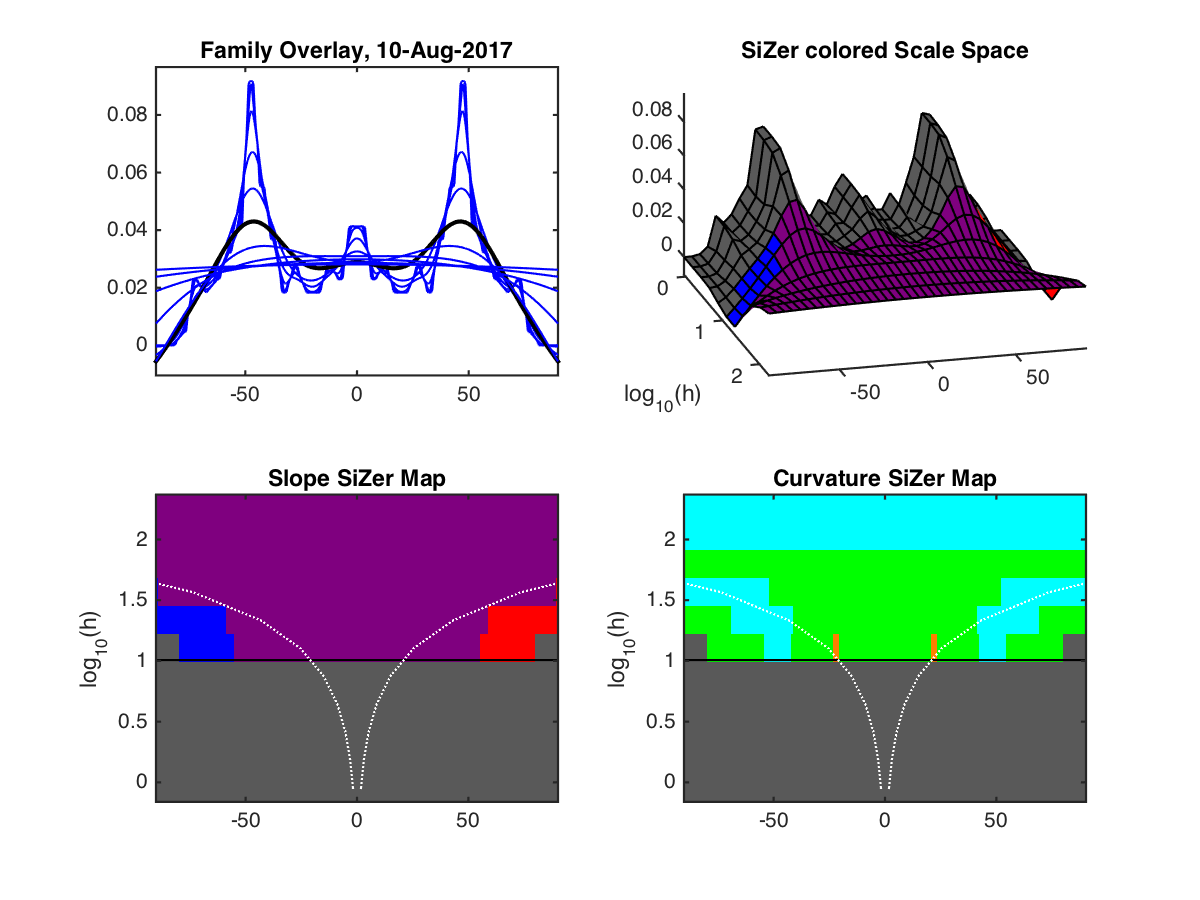 Family Overlay, 10-Aug-2017
0.08
0.06
0.04
0.02
0
-50 0 50
SiZer colored Scale Space
0.08
0.06
0.04
0.02
0
0
1
2
log10(h)
-50 0 50
Slope SiZer Map
log10(h)
2
1.5
1
0.5
0
-50 0 50
Curvature SiZer Map
log10(h)
2
1.5
1
0.5
0
-50 0 50